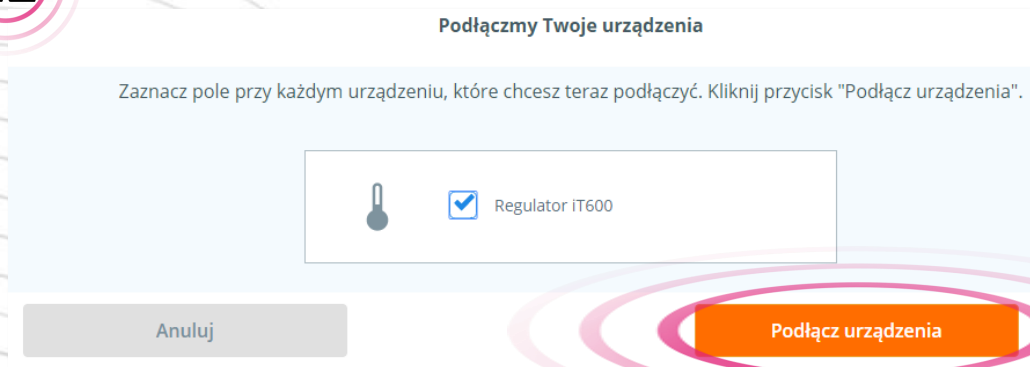 Podłączmy Twoje urządzenia
Zaznacz pole przy każdym urządzeniu, które chcesz teraz podłączyć. Kliknij przycisk "Podłącz urządzenia".
Regulator iT600
Anuluj
Podłącz urządzenia